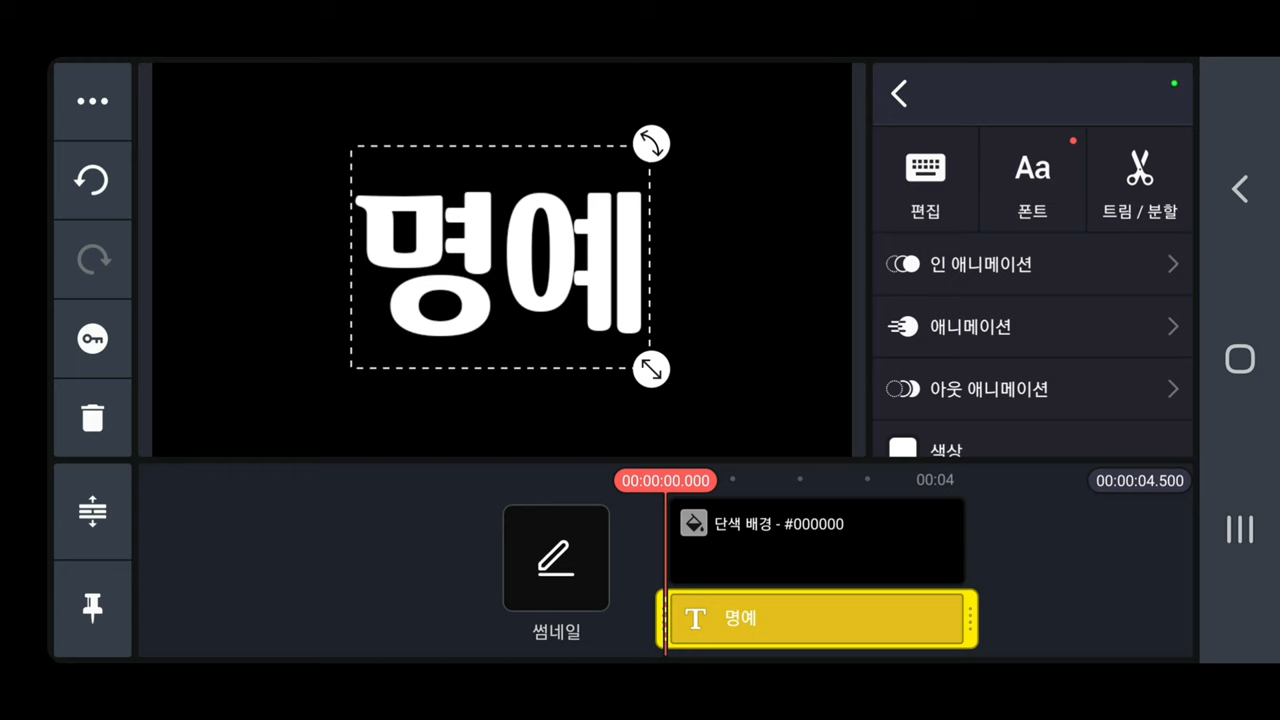 명예
Aa
편집
폰트
트림 / 분할
인 애니메이션
애니메이션
아웃 애니메이션
색상
00:00:00.000
00:04
00:00:04.500
단색 배경 - #000000
T 명예
썸네일